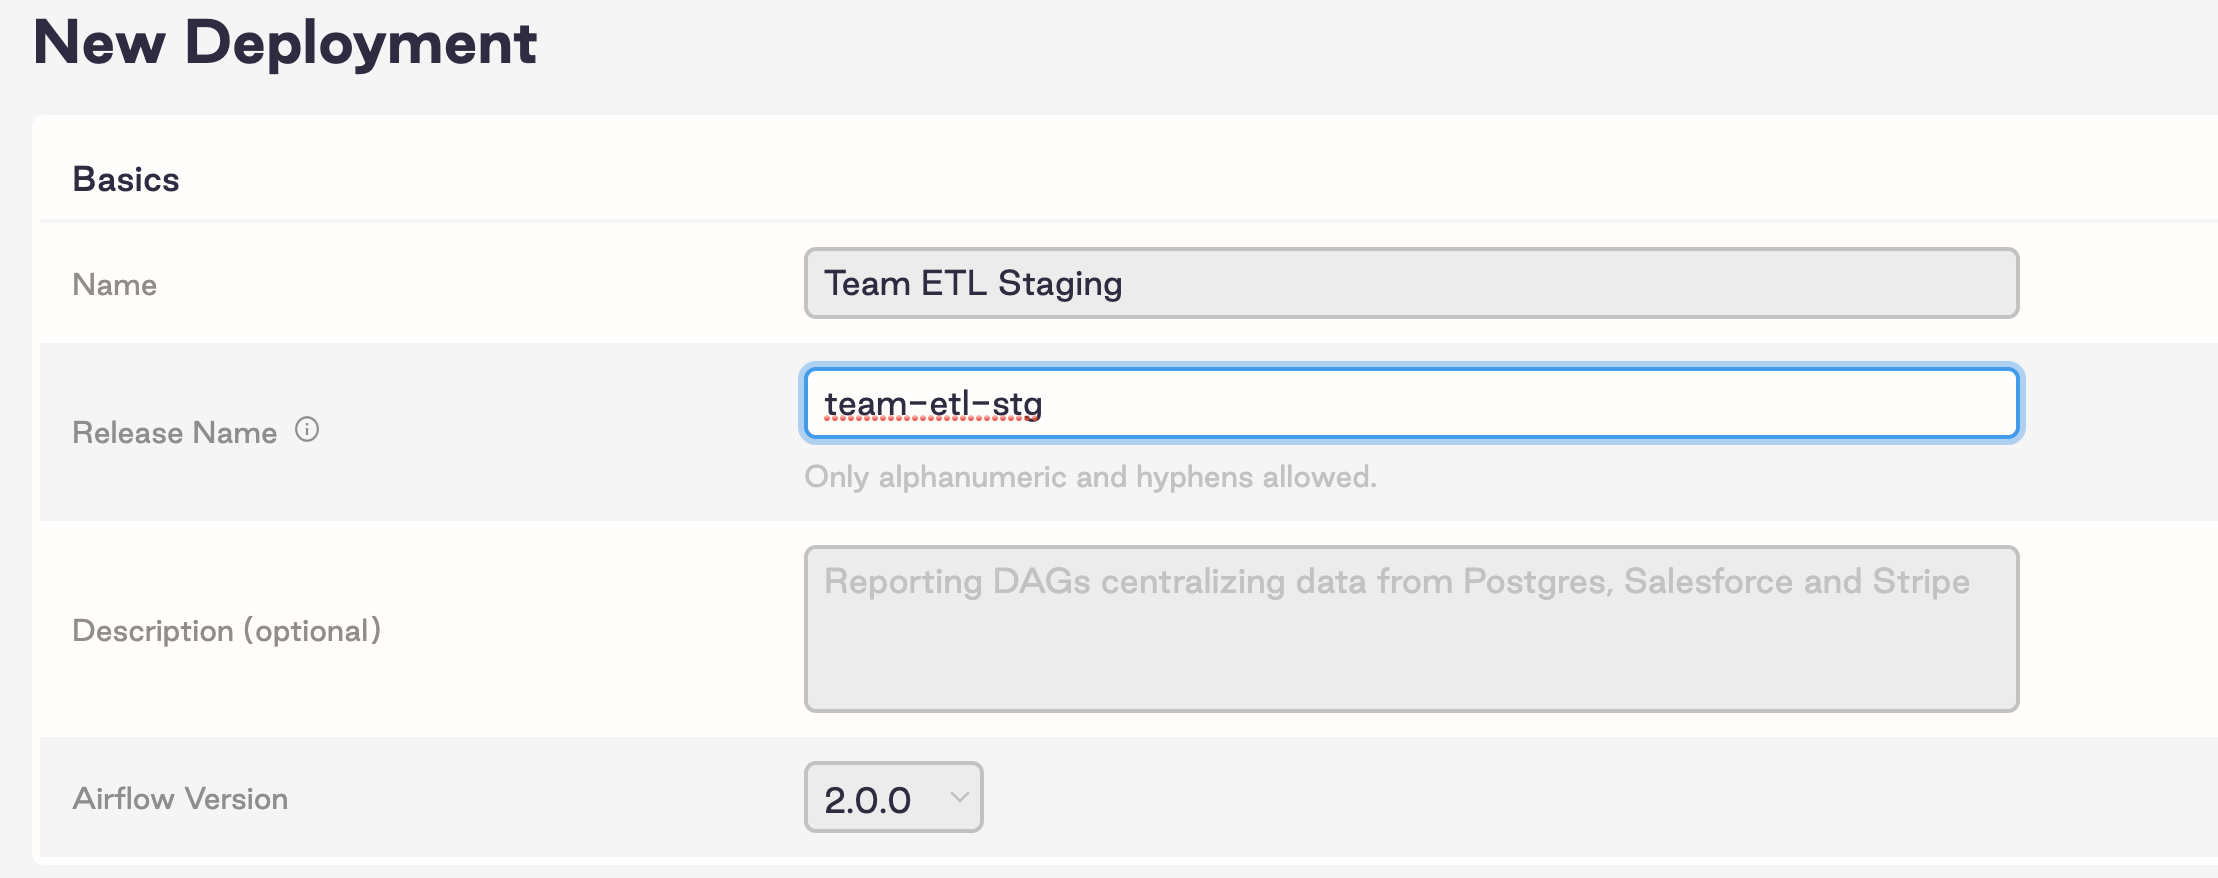 New Deployment
Basics
Name
Team ETL Staging
Release Name
team-etl-stg
Only alphanumeric and hyphens allowed.
Description (optional)
Reporting DAGs centralizing data from Postgres, Salesforce and Stripe
Airflow Version
2.0.0